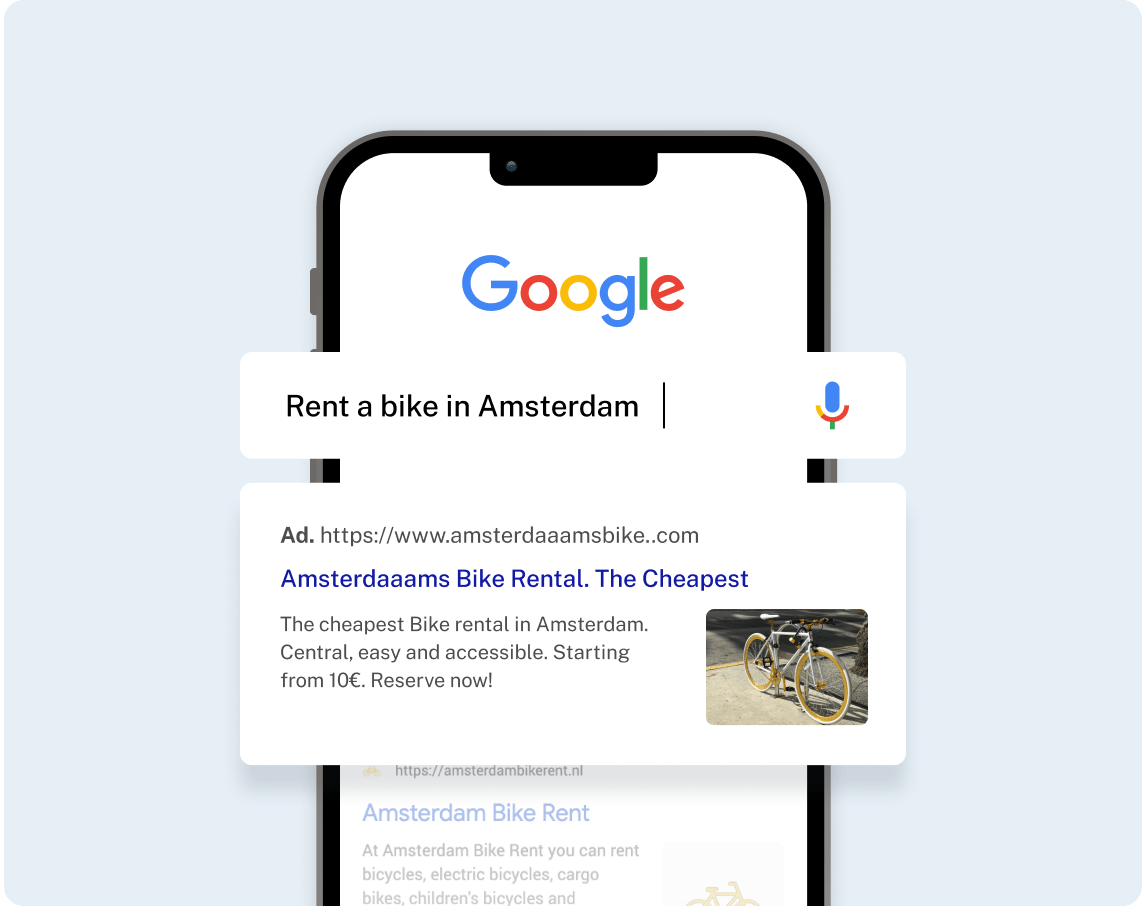 Google
Rent a bike in Amsterdam
Ad. https://www.amsterdaaamsbike..com
Amsterdaaams Bike Rental. The Cheapest
The cheapest Bike rental in Amsterdam.
Central, easy and accessible. Starting
from 10€. Reserve now!
https://amsterdambikerent.nl
Amsterdam Bike Rent
At Amsterdam Bike Rent you can rent
bicycles, electric bicycles, cargo
bikes, children's bicycles and